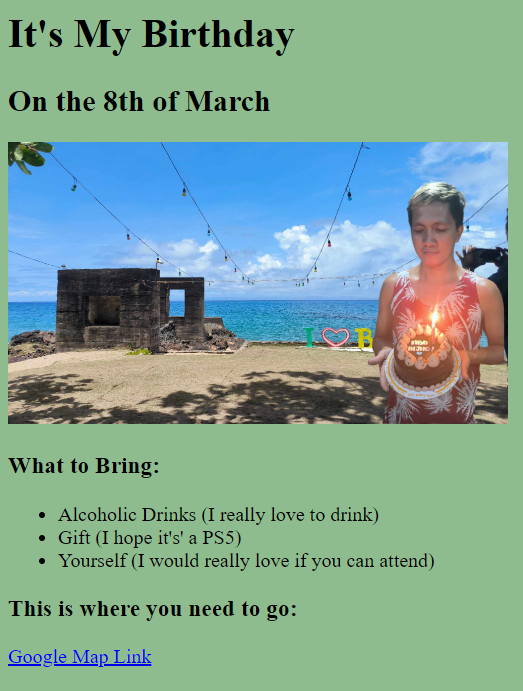 It's My Birthday
On the 8th of March
I ♡ B
What to Bring:
Alcoholic Drinks (I really love to drink)
Gift (I hope it's' a PS5)
Yourself (I would really love if you can attend)
This is where you need to go:
Google Map Link